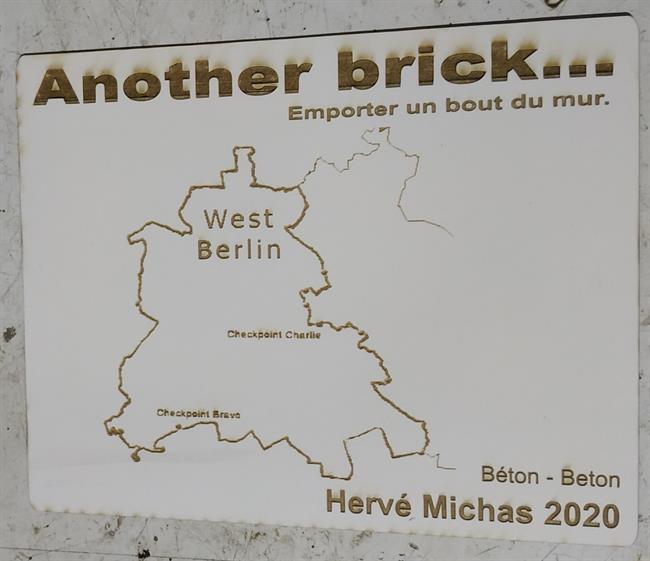 Another brick...
Emporter un bout du mur.
West
Berlin
Checkpoint Charlie
Checkpoint Bravo
Béton - Beton
Hervé Michas 2020